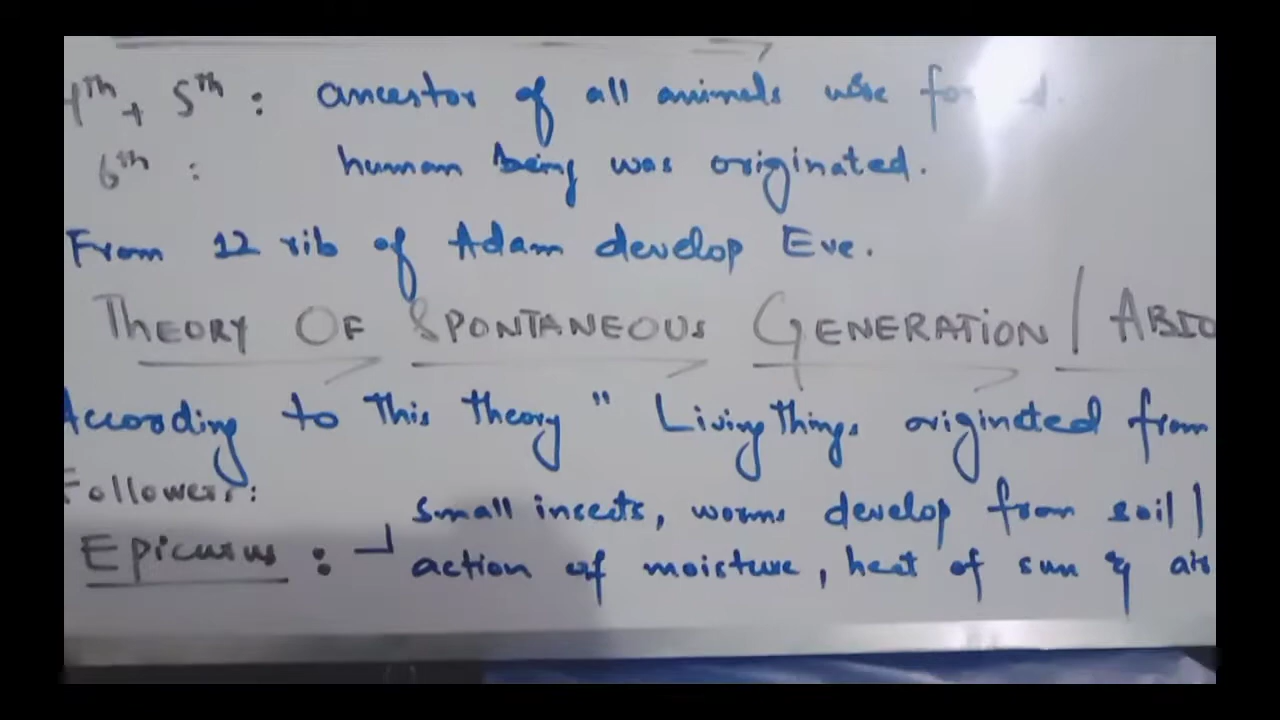 4th + 5th : ancestor of all animals were
6th : human being was originated.
From 12 rib of Adam develop Eve.
THEORY OF SPONTANEOUS GENERATION / ABIO
According to this theory " Living things originated from
Followers:
Epicurus : Small insects, worms develop from soil /
action of moisture, heat of sun & air